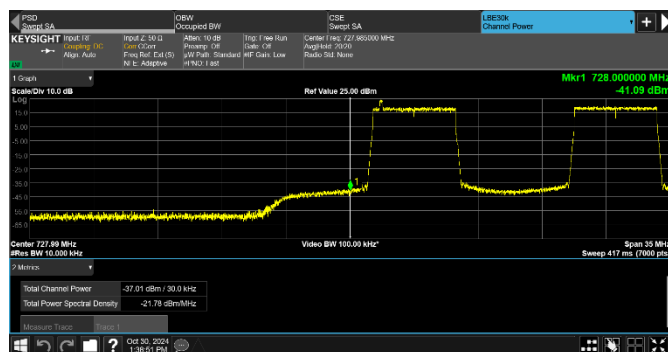 PSD
Swept SA
OBW
Occupied BW
CSE
Swept SA
LBE30k
Channel Power
KEYSIGHT
Input: RF
Coupling: DC
Align: Auto
Input Z: 50 Ω
Corr CCorr
Freq Ref: Ext (S)
NFE: Adaptive
Atten: 10 dB
Preamp: Off
µW Path: Standard
#PNO: Fast
Trig: Free Run
Gate: Off
#IF Gain: Low
Center Freq: 727.985000 MHz
Avg|Hold: 20/20
Radio Std: None
1 Graph
Scale/Div 10.0 dB
Ref Value 25.00 dBm
Mkr1 728.000000 MHz
-41.09 dBm
Log
15.0
5.00
-5.00
-15.0
-25.0
-35.0
-45.0
-55.0
-65.0
1
Center 727.99 MHz
#Res BW 10.000 kHz
Video BW 100.00 kHz*
Span 35 MHz
Sweep 417 ms (7000 pts)
2 Metrics
Total Channel Power
-37.01 dBm / 30.0 kHz
Total Power Spectral Density
-21.78 dBm/MHz
Measure Trace
Trace 1
Oct 30, 2024
1:36:51 PM